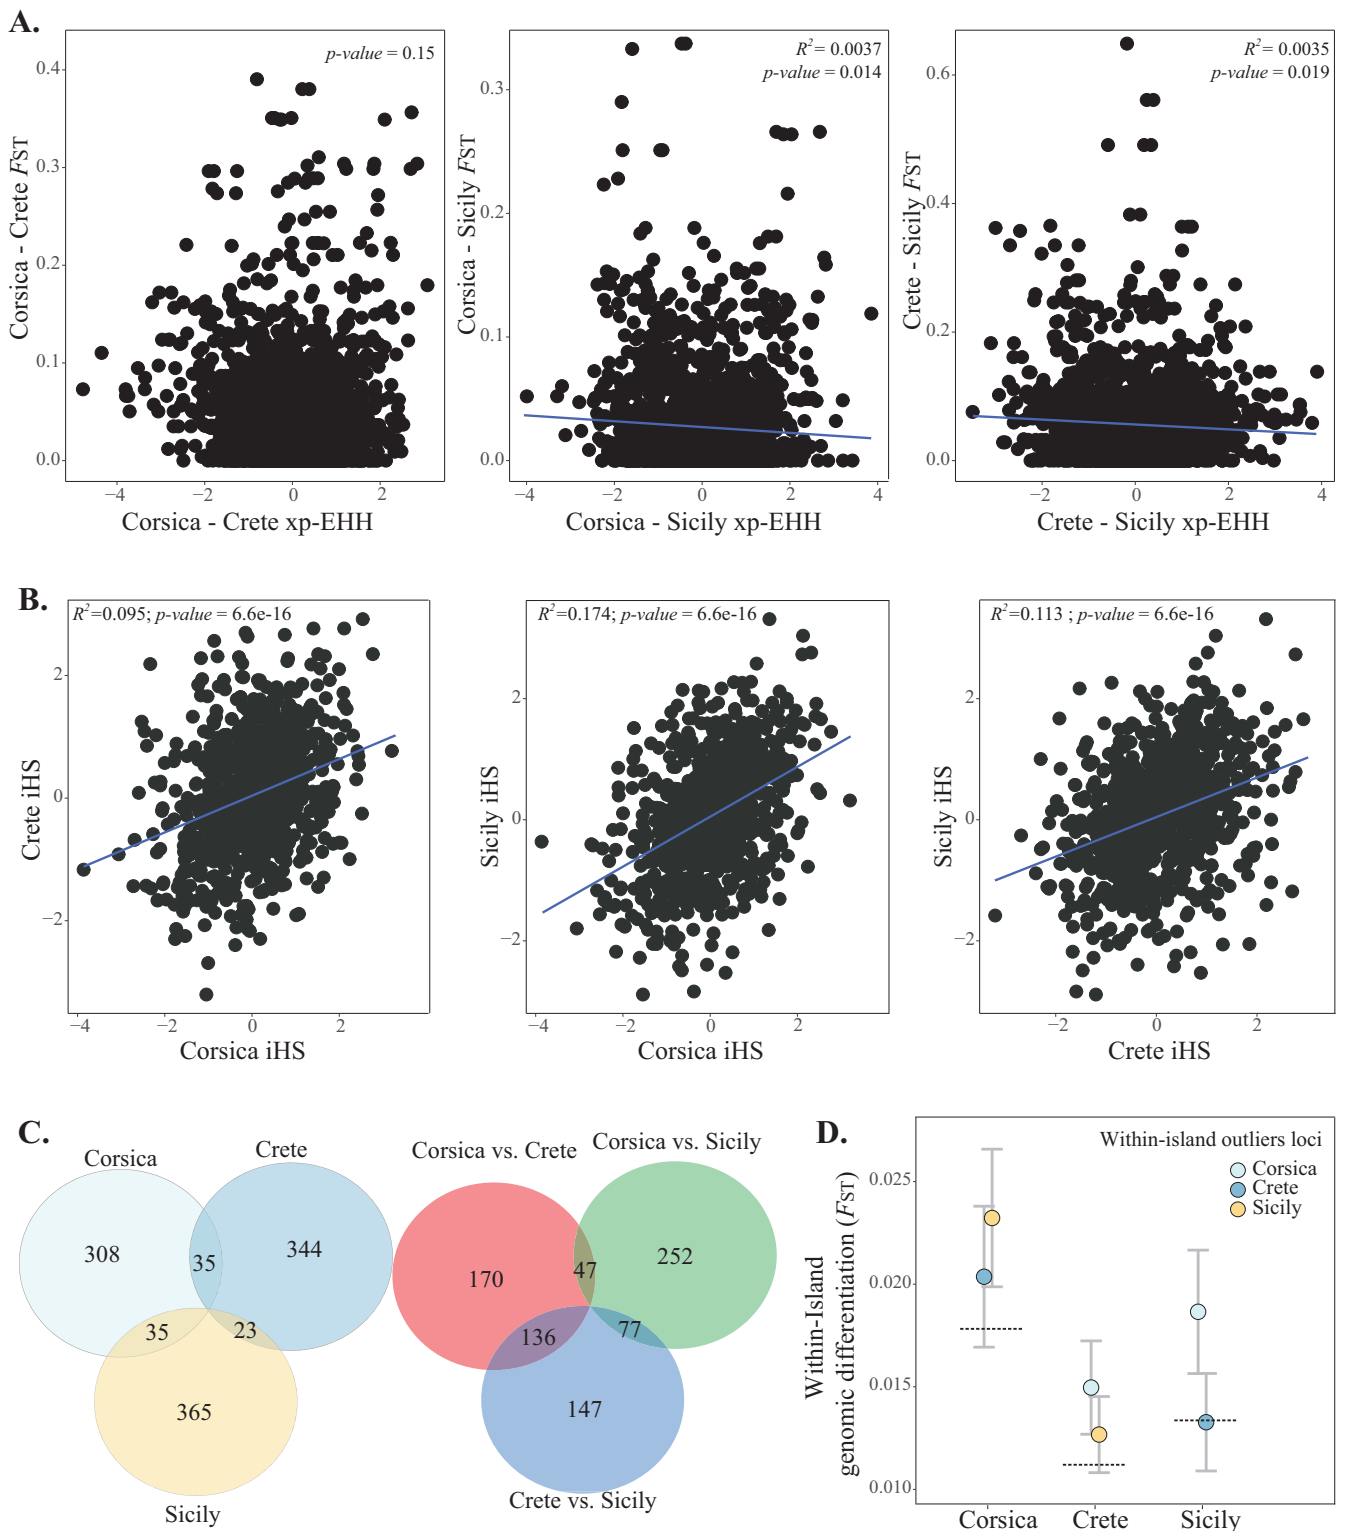 A.
p-value = 0.15
R²= 0.0037
p-value = 0.014
R²= 0.0035
p-value = 0.019
Corsica - Crete FST
0.4
0.3
0.2
0.1
0.0
−4 −2 0 2
Corsica - Crete xp-EHH
Corsica - Sicily FST
0.3
0.2
0.1
0.0
−4 −2 0 2 4
Corsica - Sicily xp-EHH
Crete - Sicily FST
0.6
0.4
0.2
0.0
−2 0 2 4
Crete - Sicily xp-EHH
B.
R²=0.095; p-value = 6.6e-16
Crete iHS
2
0
−2
−4 −2 0 2
Corsica iHS
R²=0.174; p-value = 6.6e-16
Sicily iHS
2
0
−2
−4 −2 0 2
Corsica iHS
R²=0.113 ; p-value = 6.6e-16
Sicily iHS
2
0
−2
−2 0 2
Crete iHS
C.
Corsica
Crete
308
35
344
35
23
365
Sicily
Corsica vs. Crete
Corsica vs. Sicily
170
47
252
136
77
147
Crete vs. Sicily
D.
Within-island outliers loci
Corsica
Crete
Sicily
Within-Island
genomic differentiation (FST)
0.025
0.020
0.015
0.010
Corsica Crete Sicily